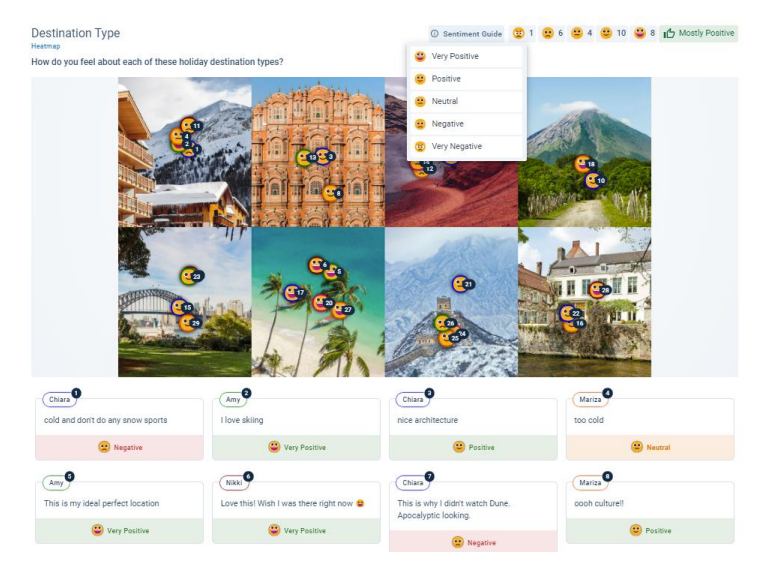 Destination Type
Heatmap
How do you feel about each of these holiday destination types?
Sentiment Guide
1
6
4
10
8
Mostly Positive
Very Positive
Positive
Neutral
Negative
Very Negative
11
4
2
1
13
3
8
12
18
10
23
15
29
6
5
17
20
27
21
26
24
25
28
22
16
Chiara 1
cold and don't do any snow sports
Negative
Amy 2
I love skiing
Very Positive
Chiara 3
nice architecture
Positive
Mariza 4
too cold
Neutral
Amy 5
This is my ideal perfect location
Very Positive
Nikki 6
Love this! Wish I was there right now 😆
Very Positive
Chiara 7
This is why I didn't watch Dune.
Apocalyptic looking.
Negative
Mariza 8
oooh culture!!
Positive